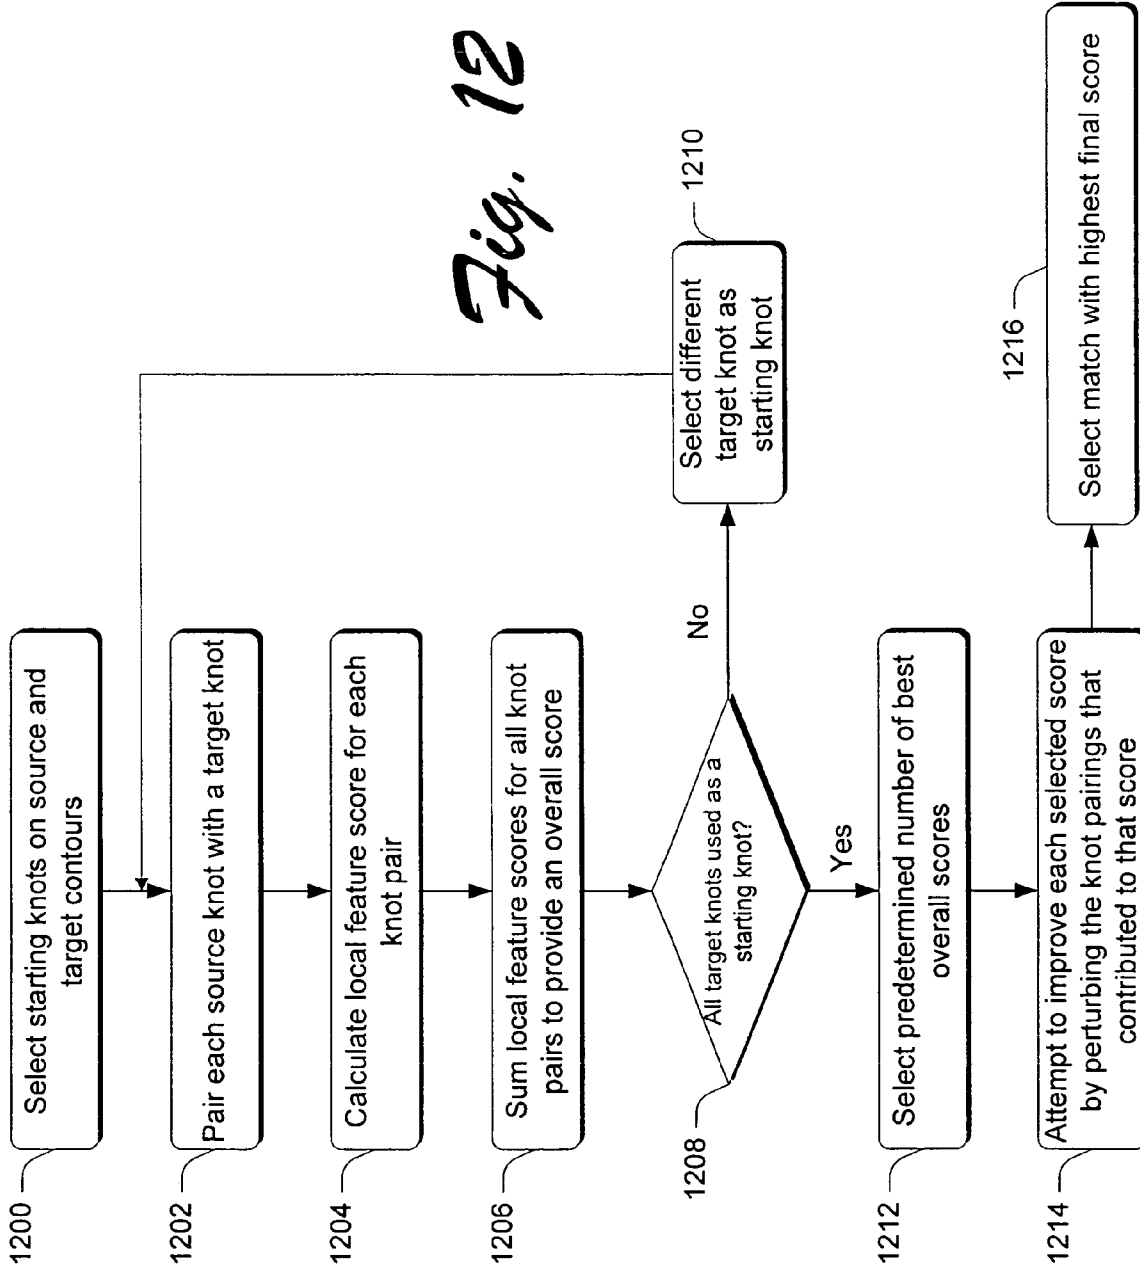 1200
Select starting knots on source and
target contours
1202
Pair each source knot with a target knot
1204
Calculate local feature score for each
knot pair
1206
Sum local feature scores for all knot
pairs to provide an overall score
1208
All target knots used as a
starting knot?
No
1210
Select different
target knot as
starting knot
Yes
1212
Select predetermined number of best
overall scores
1214
Attempt to improve each selected score
by perturbing the knot pairings that
contributed to that score
1216
Select match with highest final score
Fig. 12